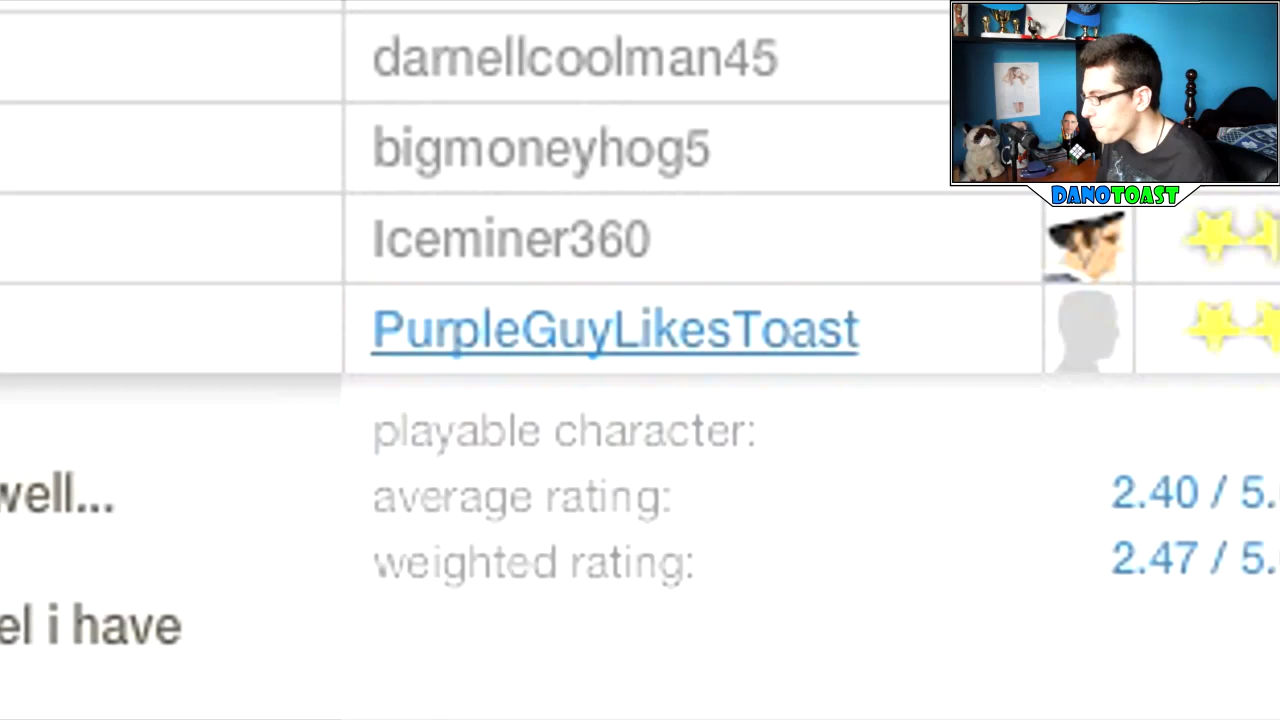 darnellcoolman45
bigmoneyhog5
Iceminer360
PurpleGuyLikesToast
DANOTOAST
playable character:
well...
average rating: 2.40 / 5.
weighted rating: 2.47 / 5.
el i have